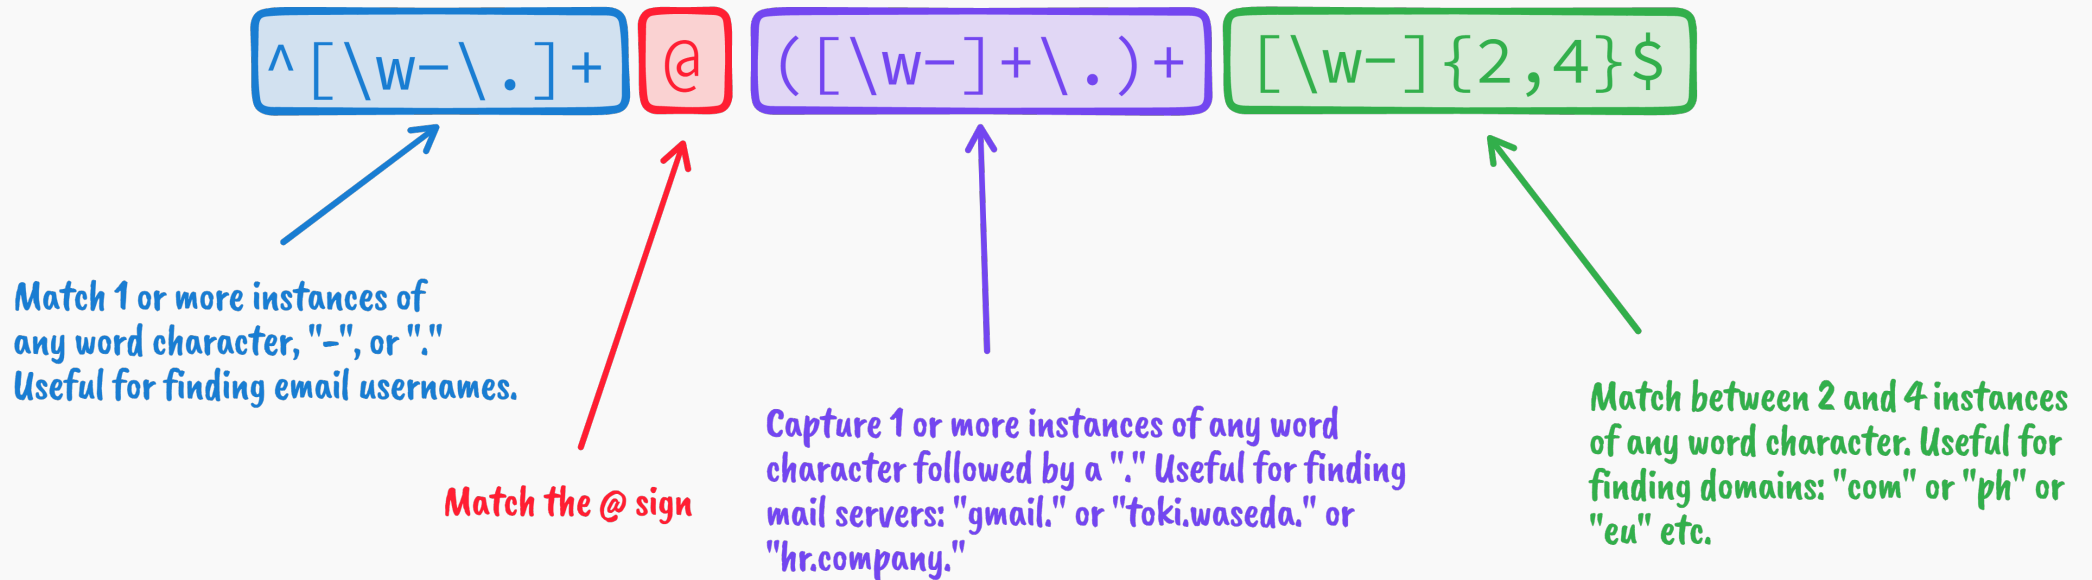 ^[\w-\.]+ @ ([\w-]+\.)+ [\w-]{2,4}$
Match 1 or more instances of
any word character, "-", or "."
Useful for finding email usernames.
Match the @ sign
Capture 1 or more instances of any word
character followed by a "." Useful for finding
mail servers: "gmail." or "toki.waseda." or
"hr.company."
Match between 2 and 4 instances
of any word character. Useful for
finding domains: "com" or "ph" or
"eu" etc.